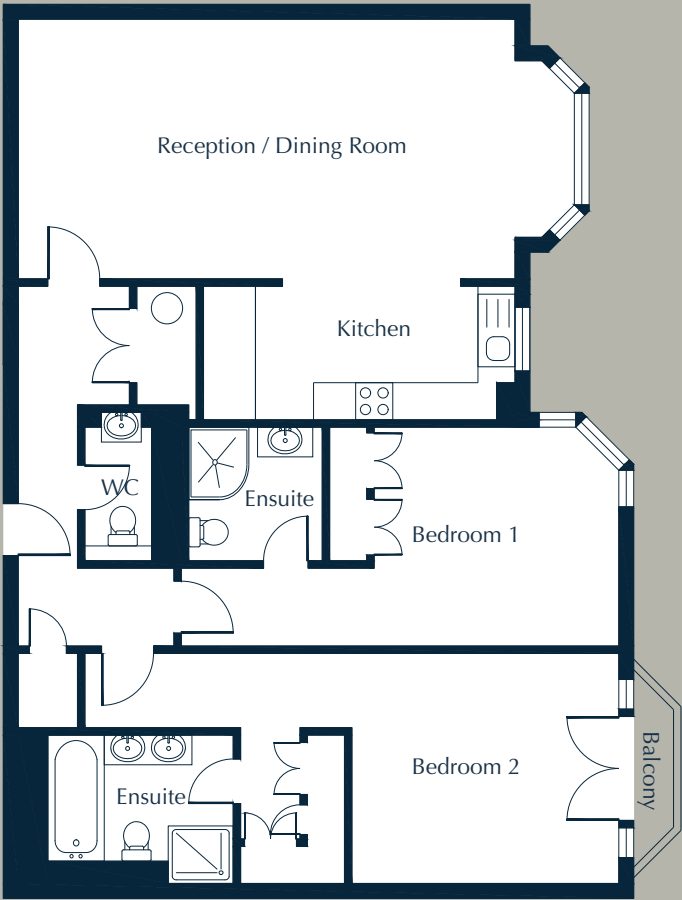 Reception / Dining Room
Kitchen
WC
Ensuite
Bedroom 1
Bedroom 2
Balcony
Ensuite